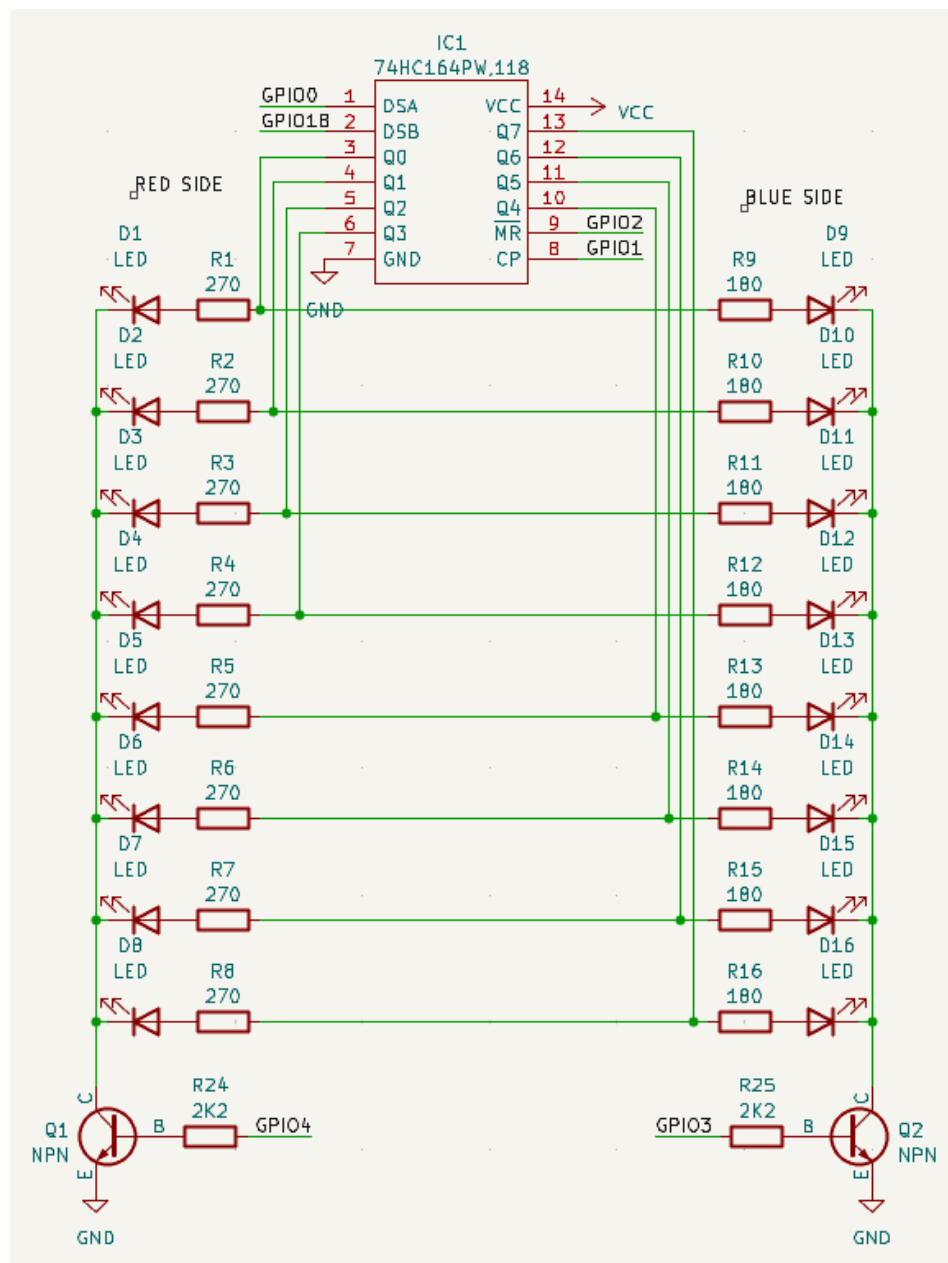 IC1
74HC164PW,118
GPIO0 1 DSA VCC 14 VCC
GPIO18 2 DSB Q7 13
3 Q0 Q6 12
4 Q1 Q5 11
5 Q2 Q4 10
6 Q3 MR 9 GPIO2
7 GND CP 8 GPIO1
GND
RED SIDE
BLUE SIDE
D1
LED
R1
270
R9
180
D9
LED
D2
LED
R2
270
R10
180
D10
LED
D3
LED
R3
270
R11
180
D11
LED
D4
LED
R4
270
R12
180
D12
LED
D5
LED
R5
270
R13
180
D13
LED
D6
LED
R6
270
R14
180
D14
LED
D7
LED
R7
270
R15
180
D15
LED
D8
LED
R8
270
R16
180
D16
LED
R24
2K2
GPIO4
Q1
NPN
C
B
E
GND
R25
2K2
GPIO3
Q2
NPN
C
B
E
GND